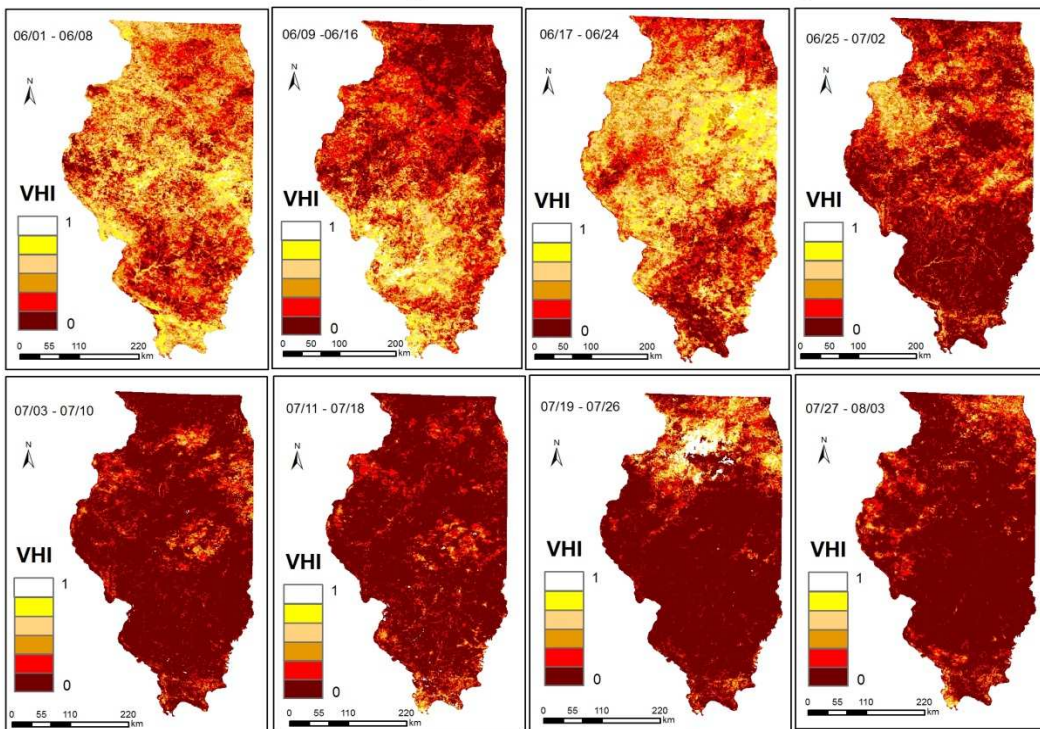 06/01 - 06/08
N
VHI
1
0
0 55 110 220
km
06/09 -06/16
N
VHI
1
0
0 50 100 200
km
06/17 - 06/24
N
VHI
1
0
0 50 100 200
km
06/25 - 07/02
N
VHI
1
0
0 50 100 200
km
07/03 - 07/10
N
VHI
1
0
0 55 110 220
km
07/11 - 07/18
N
VHI
1
0
0 55 110 220
km
07/19 - 07/26
N
VHI
1
0
0 55 110 220
km
07/27 - 08/03
N
VHI
1
0
0 55 110 220
km